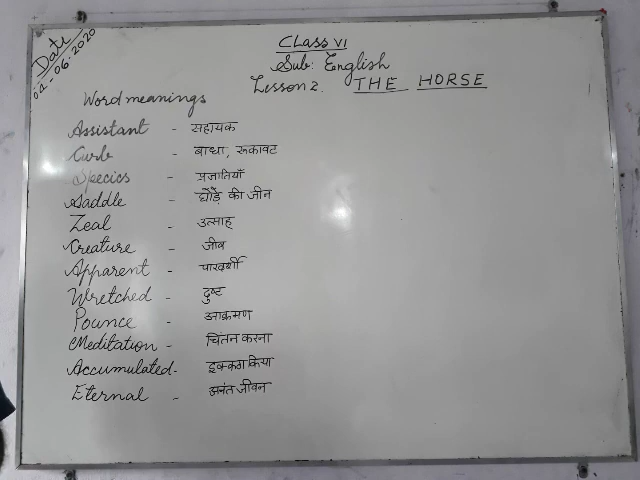 Date
02-06-2020
CLass VI
Sub: English
Lesson 2. THE HORSE
Word meanings
Assistant - सहायक
Curb - बाधा, रूकावट
Species - प्रजातियाँ
Saddle - घोड़े की जीन
Zeal - उत्साह
Creature - जीव
Apparent - पारदर्शी
Wretched - दुष्ट
Pounce - आक्रमण
Meditation - चिंतन करना
Accumulated - इक्कठा किया
Eternal - अनंत जीवन